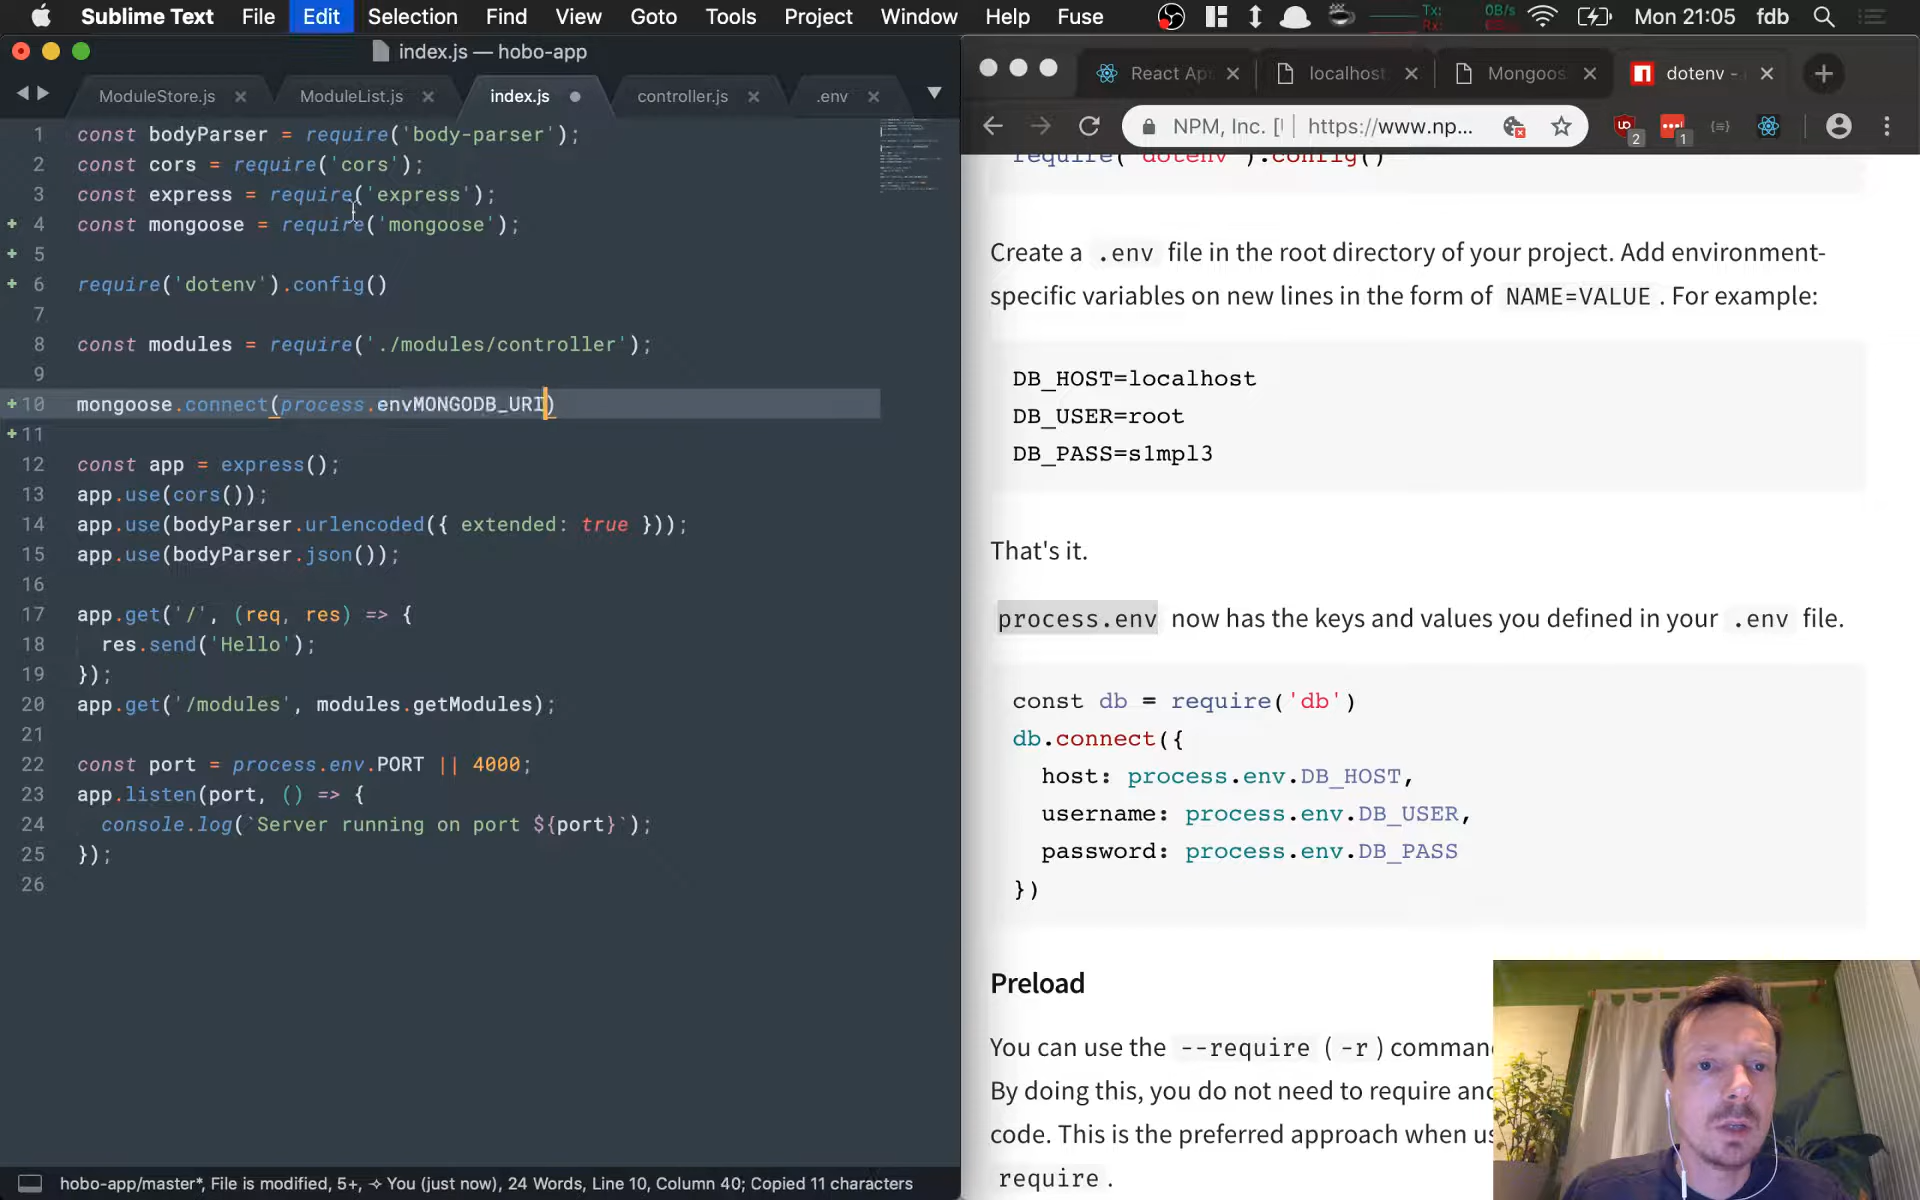 Sublime Text File Edit Selection Find View Goto Tools Project Window Help Fuse Tx: Rx: 0B/s Mon 21:05 fdb
index.js — hobo-app
ModuleStore.js ModuleList.js index.js controller.js .env
1 const bodyParser = require('body-parser');
2 const cors = require('cors');
3 const express = require('express');
4 const mongoose = require('mongoose');
5
6 require('dotenv').config()
7
8 const modules = require('./modules/controller');
9
10 mongoose.connect(process.envMONGODB_URI)
11
12 const app = express();
13 app.use(cors());
14 app.use(bodyParser.urlencoded({ extended: true }));
15 app.use(bodyParser.json());
16
17 app.get('/', (req, res) => {
18 res.send('Hello');
19 });
20 app.get('/modules', modules.getModules);
21
22 const port = process.env.PORT || 4000;
23 app.listen(port, () => {
24 console.log(`Server running on port ${port}`);
25 });
26
hobo-app/master*, File is modified, 5+, You (just now), 24 Words, Line 10, Column 40; Copied 11 characters
React Ap localhost Mongoos dotenv -
NPM, Inc. [ https://www.np... 2 1
require('dotenv').config()
Create a .env file in the root directory of your project. Add environment-
specific variables on new lines in the form of NAME=VALUE . For example:
DB_HOST=localhost
DB_USER=root
DB_PASS=s1mpl3
That's it.
process.env now has the keys and values you defined in your .env file.
const db = require('db')
db.connect({
host: process.env.DB_HOST,
username: process.env.DB_USER,
password: process.env.DB_PASS
})
Preload
You can use the --require ( -r ) comman
By doing this, you do not need to require and
code. This is the preferred approach when us
require .